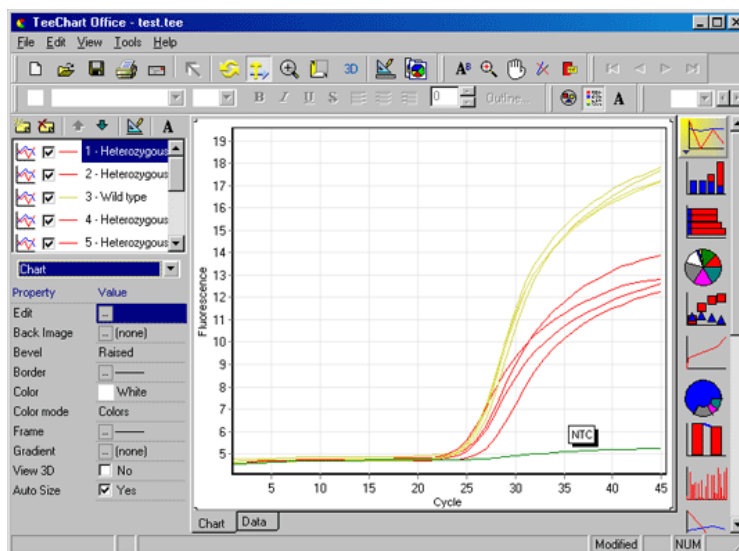 TeeChart Office - test.tee
File Edit View Tools Help
3D
A B
B I U S
0
Outline...
A
A
1 - Heterozygous
2 - Heterozygous
3 - Wild type
4 - Heterozygous
5 - Heterozygous
Chart
Property Value
Edit ...
Back Image ... (none)
Bevel Raised
Border ...
Color White
Color mode Colors
Frame ...
Gradient ... (none)
View 3D No
Auto Size Yes
19
18
17
16
15
14
13
12
11
10
9
8
7
6
5
Fluorescence
NTC
5 10 15 20 25 30 35 40 45
Cycle
Chart Data
Modified NUM